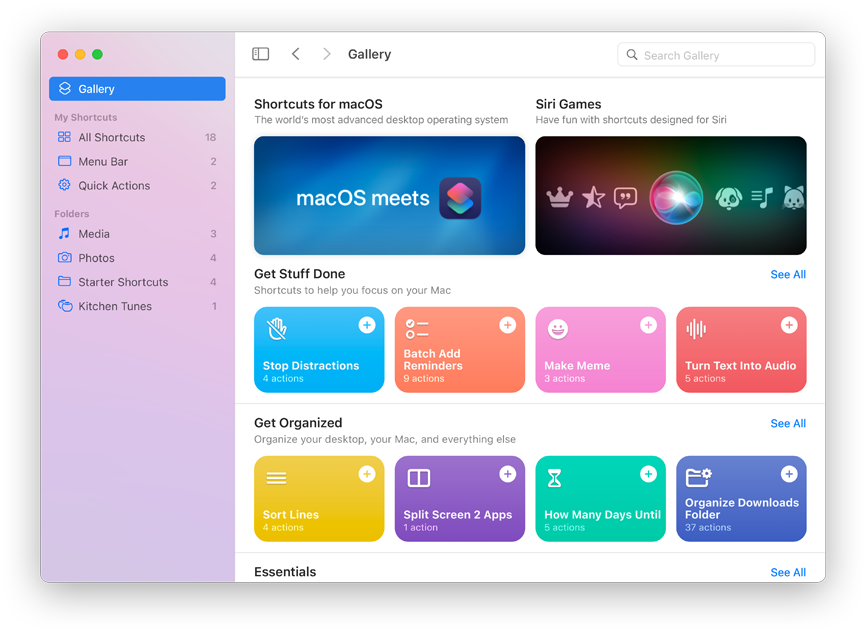 Gallery
My Shortcuts
All Shortcuts 18
Menu Bar 2
Quick Actions 2
Folders
Media 3
Photos 4
Starter Shortcuts 4
Kitchen Tunes 1
Gallery
Search Gallery
Shortcuts for macOS
The world's most advanced desktop operating system
macOS meets
Siri Games
Have fun with shortcuts designed for Siri
Get Stuff Done
See All
Shortcuts to help you focus on your Mac
Stop Distractions
4 actions
Batch Add
Reminders
9 actions
Make Meme
3 actions
Turn Text Into Audio
5 actions
Get Organized
See All
Organize your desktop, your Mac, and everything else
Sort Lines
4 actions
Split Screen 2 Apps
1 action
How Many Days Until
5 actions
Organize Downloads
Folder
37 actions
Essentials
See All